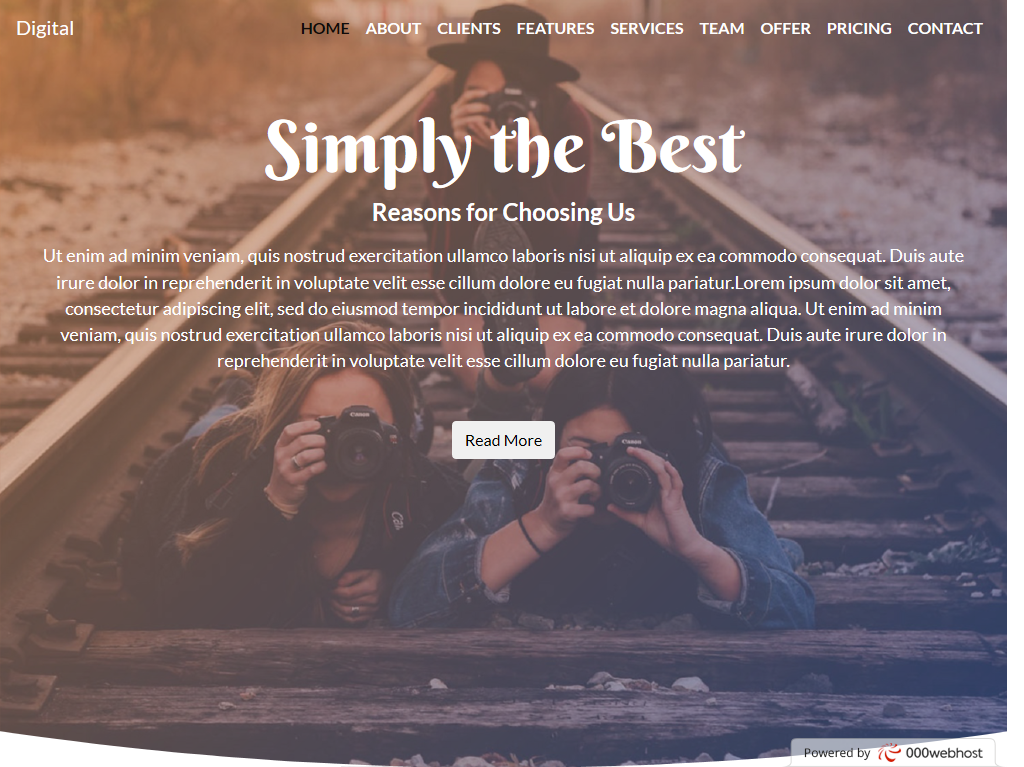 Digital
HOME ABOUT CLIENTS FEATURES SERVICES TEAM OFFER PRICING CONTACT
Simply the Best
Reasons for Choosing Us
Ut enim ad minim veniam, quis nostrud exercitation ullamco laboris nisi ut aliquip ex ea commodo consequat. Duis aute
irure dolor in reprehenderit in voluptate velit esse cillum dolore eu fugiat nulla pariatur.Lorem ipsum dolor sit amet,
consectetur adipiscing elit, sed do eiusmod tempor incididunt ut labore et dolore magna aliqua. Ut enim ad minim
veniam, quis nostrud exercitation ullamco laboris nisi ut aliquip ex ea commodo consequat. Duis aute irure dolor in
reprehenderit in voluptate velit esse cillum dolore eu fugiat nulla pariatur.
Read More
Canon
Powered by 000webhost